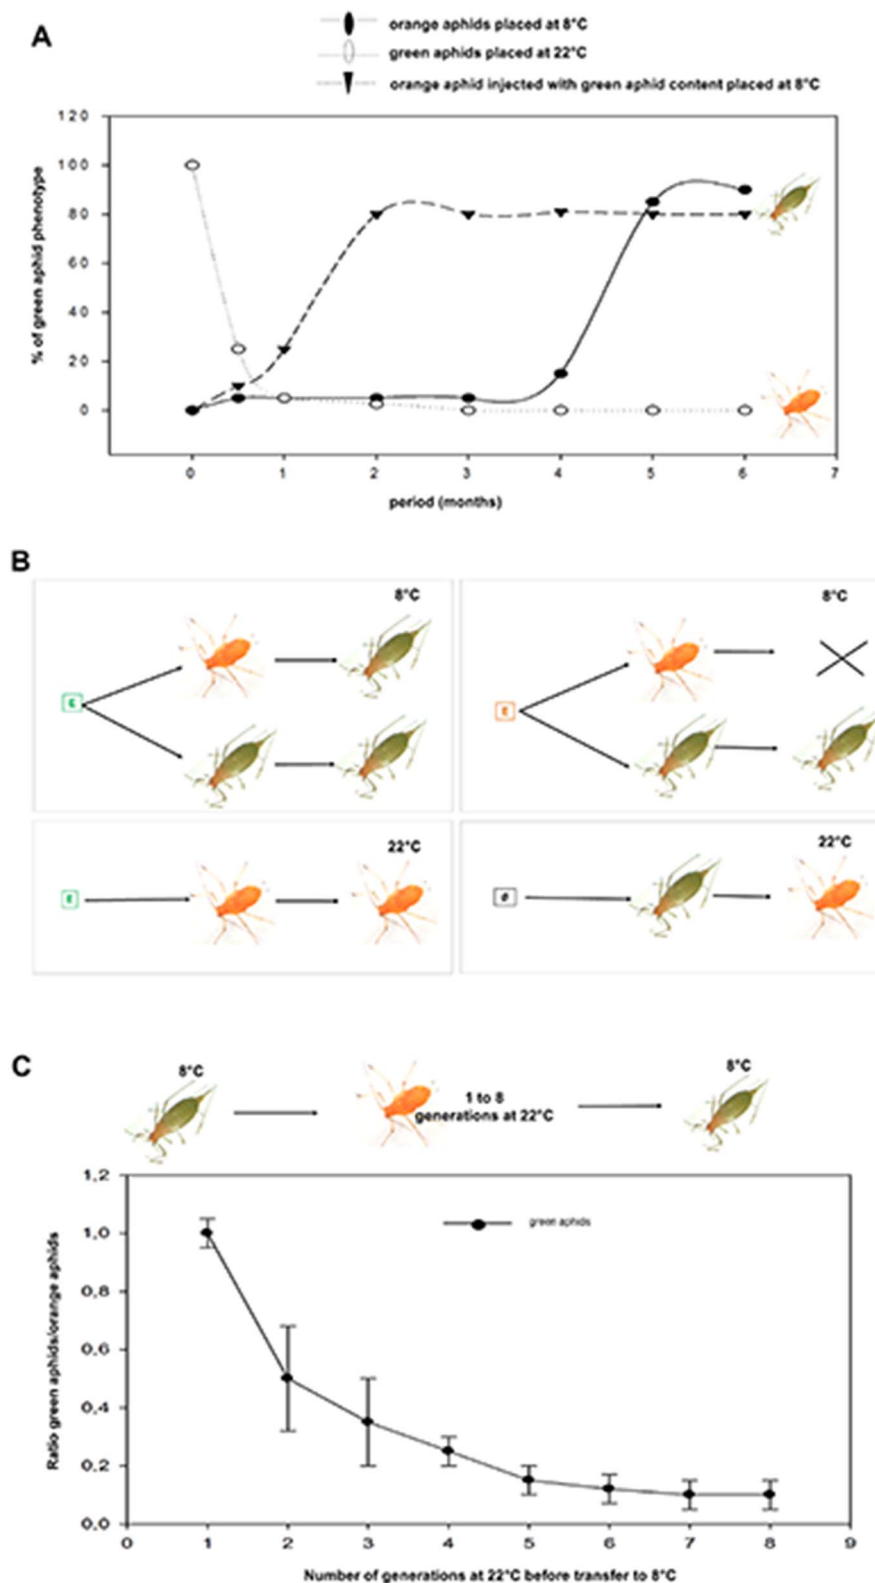 A
orange aphids placed at 8°C
green aphids placed at 22°C
orange aphid injected with green aphid content placed at 8°C
120
100
80
60
40
20
0
% of green aphid phenotype
0 1 2 3 4 5 6 7
period (months)
B
8°C
8°C
E
E
22°C
22°C
E
C
8°C
1 to 8
generations at 22°C
8°C
1,2
1,0
0,8
0,6
0,4
0,2
0,0
Ratio green aphids/orange aphids
green aphids
0 1 2 3 4 5 6 7 8 9
Number of generations at 22°C before transfer to 8°C